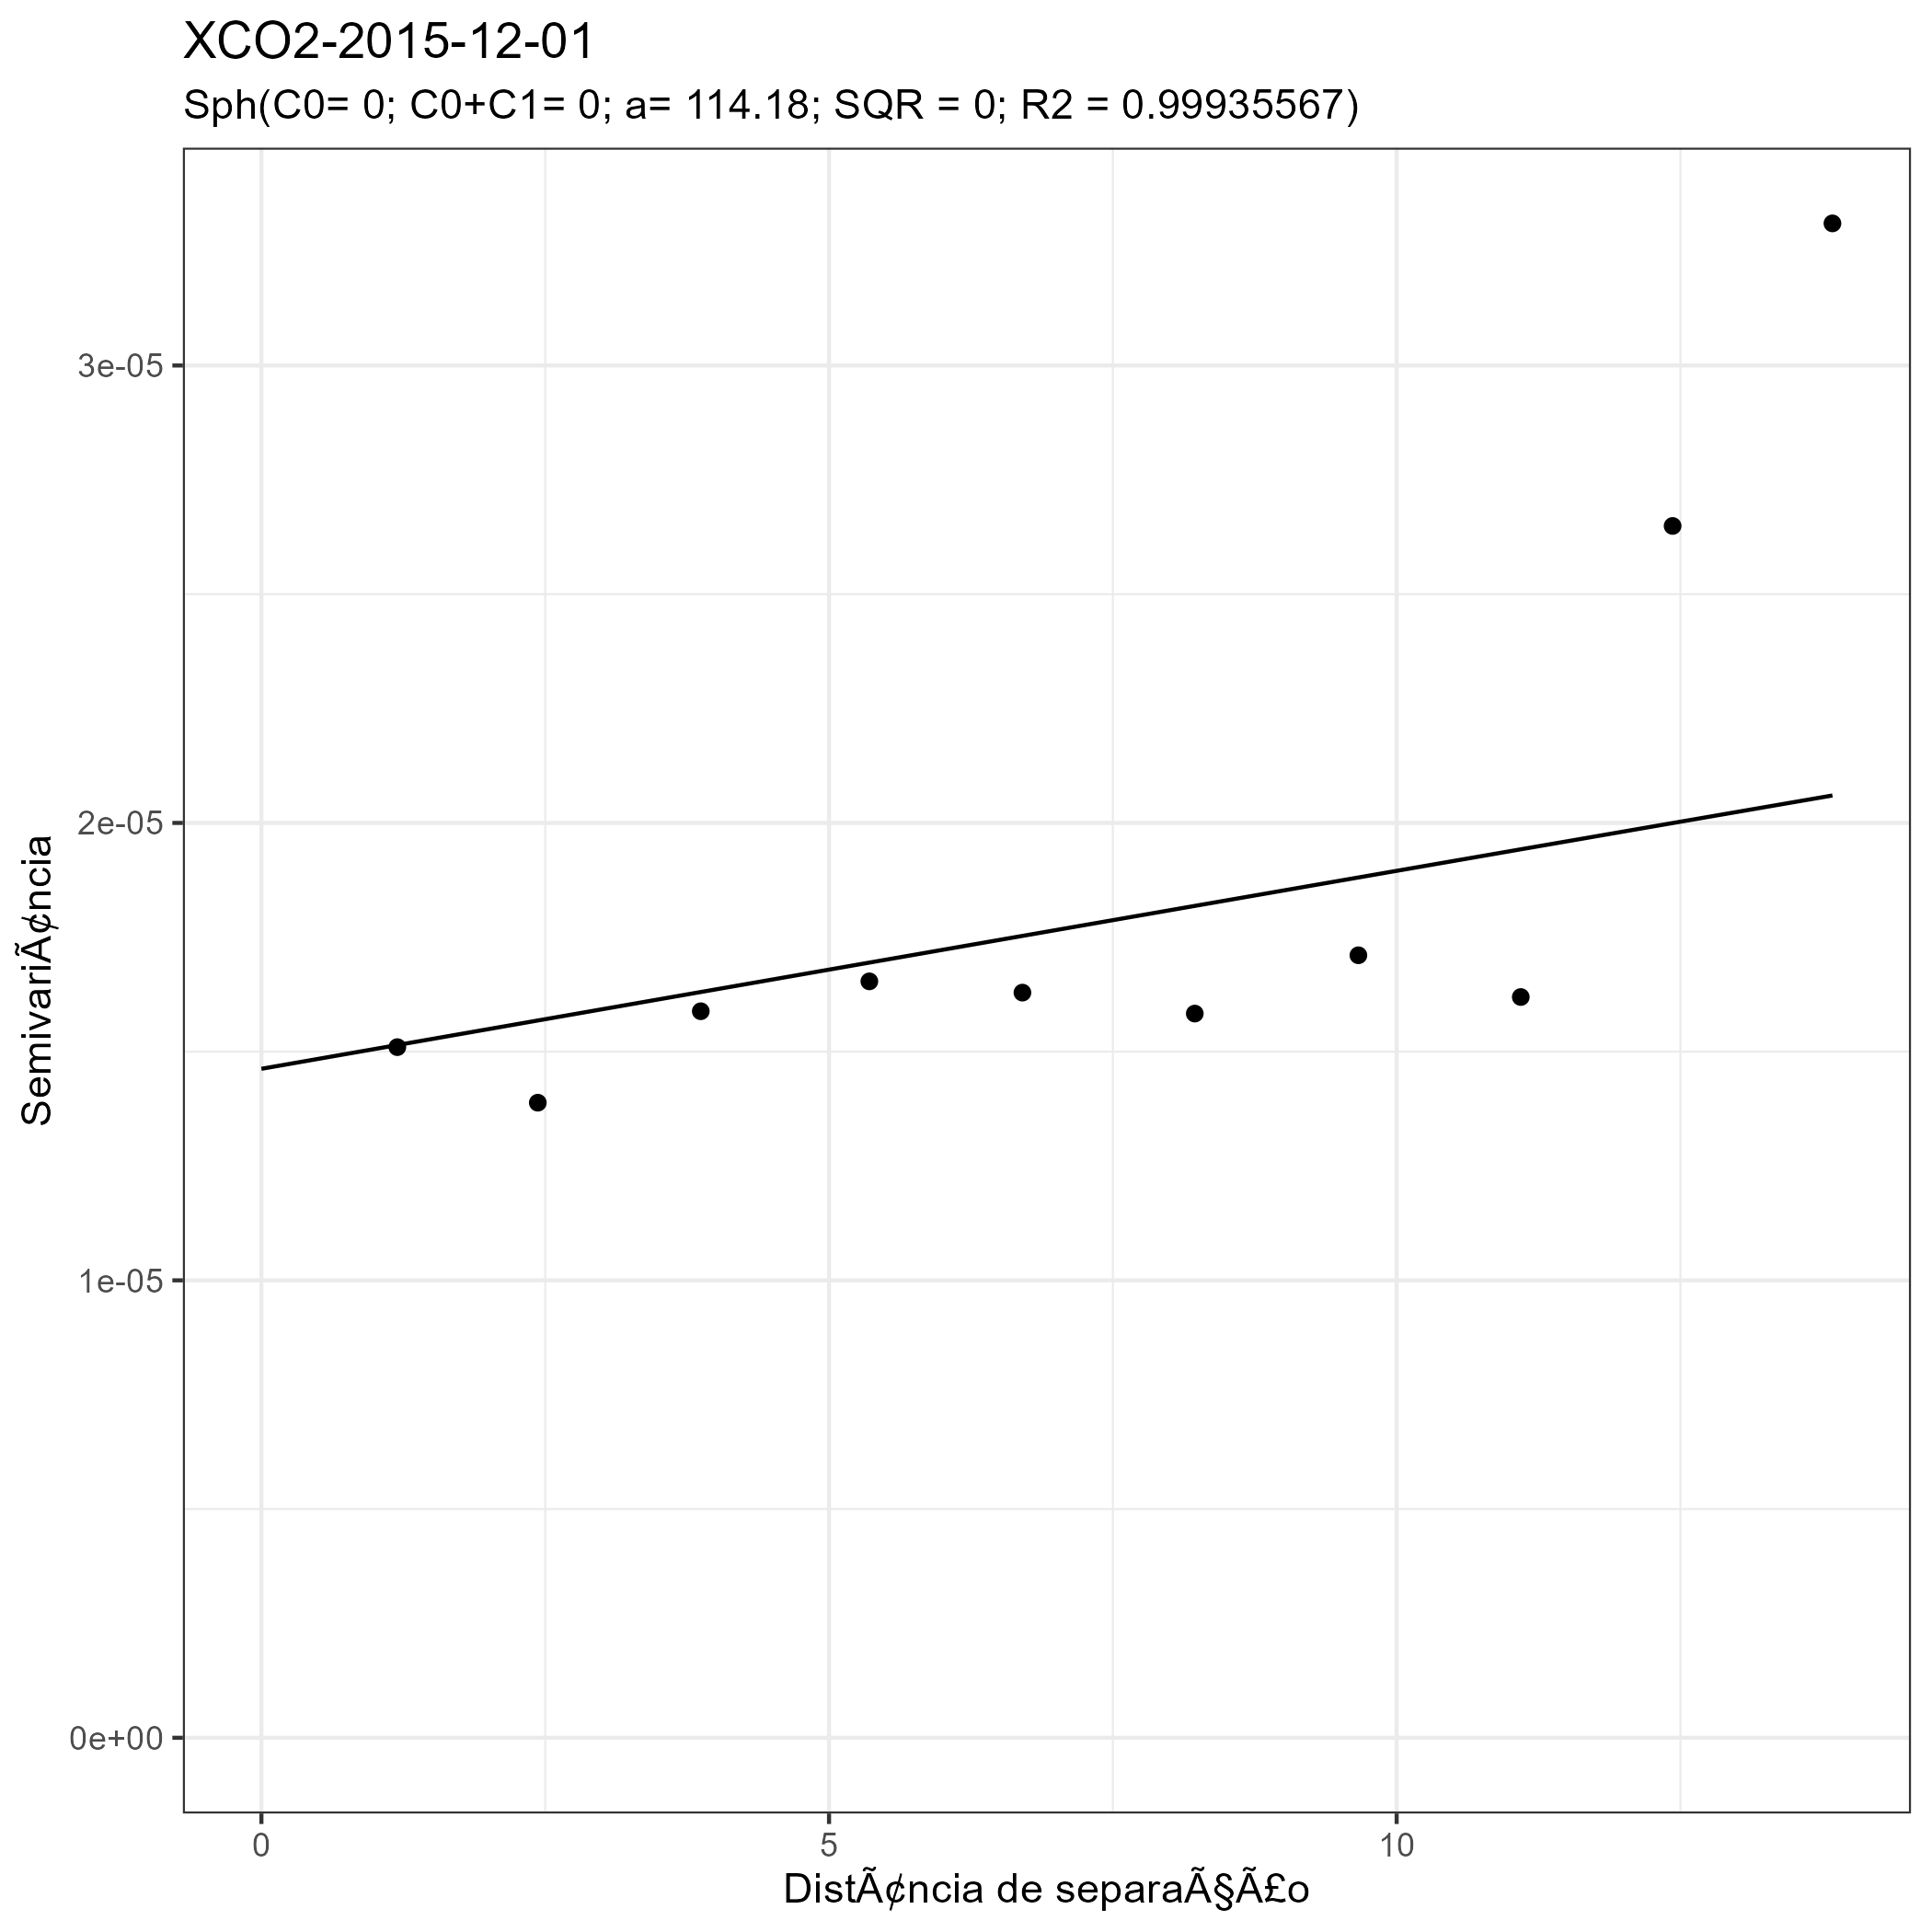 XCO2-2015-12-01
Sph(C0= 0; C0+C1= 0; a= 114.18; SQR = 0; R2 = 0.99935567)
SemivariÃ¢ncia
3e-05
2e-05
1e-05
0e+00
0
5
10
DistÃ¢ncia de separaÃ§Ã£o